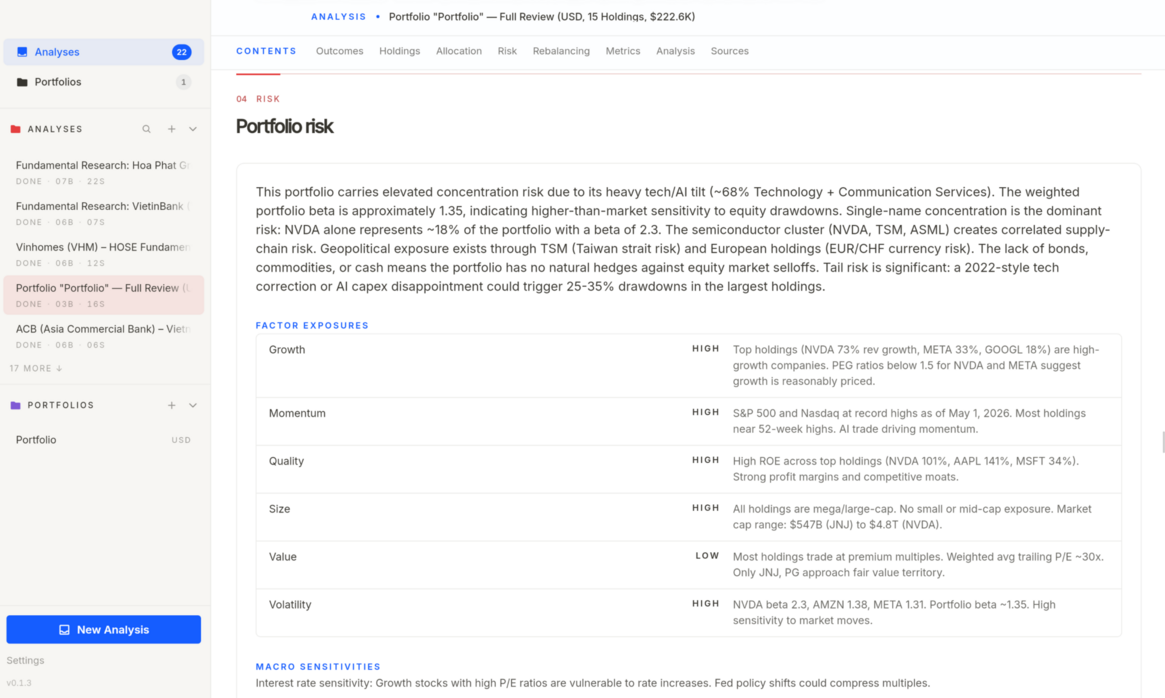 Analyses 22
Portfolios 1
ANALYSES
Fundamental Research: Hoa Phat
DONE · 07B · 22S
Fundamental Research: VietinBank
DONE · 06B · 07S
Vinhomes (VHM) – HOSE Fundamen
DONE · 06B · 12S
Portfolio "Portfolio" — Full Review
DONE · 03B · 16S
ACB (Asia Commercial Bank) – Vietn
DONE · 06B · 06S
17 MORE ↓
PORTFOLIOS
Portfolio USD
New Analysis
Settings
v0.1.3
ANALYSIS • Portfolio "Portfolio" — Full Review (USD, 15 Holdings, $222.6K)
CONTENTS Outcomes Holdings Allocation Risk Rebalancing Metrics Analysis Sources
04 RISK
Portfolio risk
This portfolio carries elevated concentration risk due to its heavy tech/AI tilt (~68% Technology + Communication Services). The weighted
portfolio beta is approximately 1.35, indicating higher-than-market sensitivity to equity drawdowns. Single-name concentration is the dominant
risk: NVDA alone represents ~18% of the portfolio with a beta of 2.3. The semiconductor cluster (NVDA, TSM, ASML) creates correlated supply-
chain risk. Geopolitical exposure exists through TSM (Taiwan strait risk) and European holdings (EUR/CHF currency risk). The lack of bonds,
commodities, or cash means the portfolio has no natural hedges against equity market selloffs. Tail risk is significant: a 2022-style tech
correction or AI capex disappointment could trigger 25-35% drawdowns in the largest holdings.
FACTOR EXPOSURES
Growth HIGH Top holdings (NVDA 73% rev growth, META 33%, GOOGL 18%) are high-
growth companies. PEG ratios below 1.5 for NVDA and META suggest
growth is reasonably priced.
Momentum HIGH S&P 500 and Nasdaq at record highs as of May 1, 2026. Most holdings
near 52-week highs. AI trade driving momentum.
Quality HIGH High ROE across top holdings (NVDA 101%, AAPL 141%, MSFT 34%).
Strong profit margins and competitive moats.
Size HIGH All holdings are mega/large-cap. No small or mid-cap exposure. Market
cap range: $547B (JNJ) to $4.8T (NVDA).
Value LOW Most holdings trade at premium multiples. Weighted avg trailing P/E ~30x.
Only JNJ, PG approach fair value territory.
Volatility HIGH NVDA beta 2.3, AMZN 1.38, META 1.31. Portfolio beta ~1.35. High
sensitivity to market moves.
MACRO SENSITIVITIES
Interest rate sensitivity: Growth stocks with high P/E ratios are vulnerable to rate increases. Fed policy shifts could compress multiples.